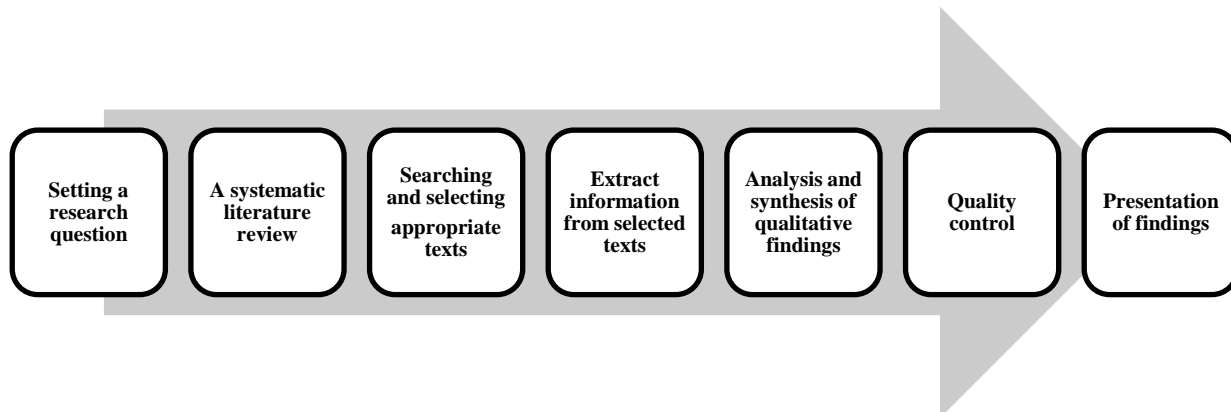 Setting a
research
question
A systematic
literature
review
Searching
and selecting
appropriate
texts
Extract
information
from selected
texts
Analysis and
synthesis of
qualitative
findings
Quality
control
Presentation
of findings